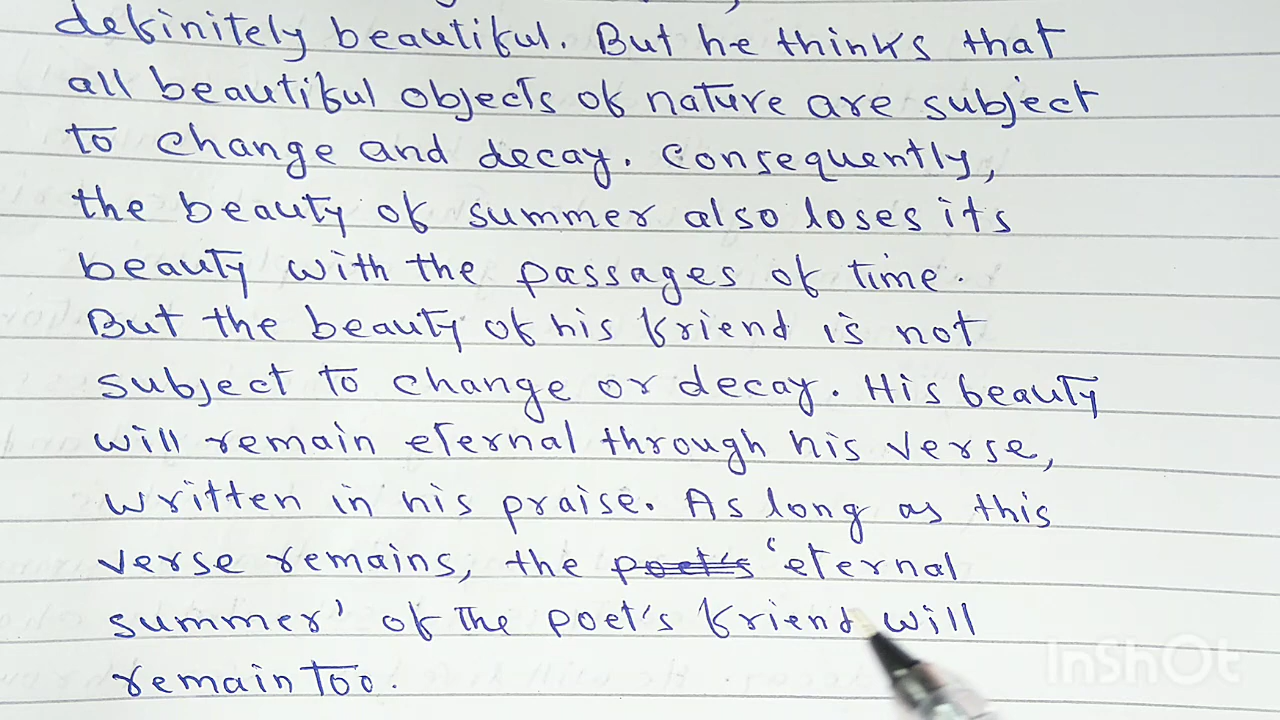 definitely beautiful. But he thinks that
all beautiful objects of nature are subject
to change and decay. Consequently,
the beauty of summer also loses its
beauty with the passages of time.
But the beauty of his friend is not
subject to change or decay. His beauty
will remain eternal through his verse,
written in his praise. As long as this
verse remains, the poet's 'eternal
summer' of the poet's friend will
remain too.
InShOt